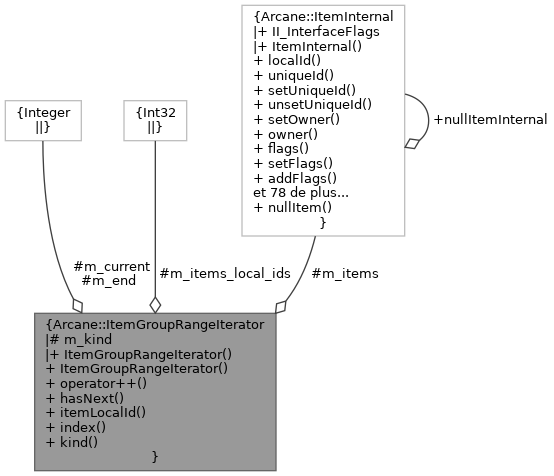 {Arcane::ItemInternal
|+ II_InterfaceFlags
|+ ItemInternal()
+ localId()
+ uniqueId()
+ setUniqueId()
+ unsetUniqueId()
+ setOwner()
+ owner()
+ flags()
+ setFlags()
+ addFlags()
et 78 de plus...
+ nullItem()
}
+nullItemInternal
{Integer
||}
{Int32
||}
#m_current
#m_end
#m_items_local_ids
#m_items
{Arcane::ItemGroupRangeIterator
|# m_kind
|+ ItemGroupRangeIterator()
+ ItemGroupRangeIterator()
+ operator++()
+ hasNext()
+ itemLocalId()
+ index()
+ kind()
}